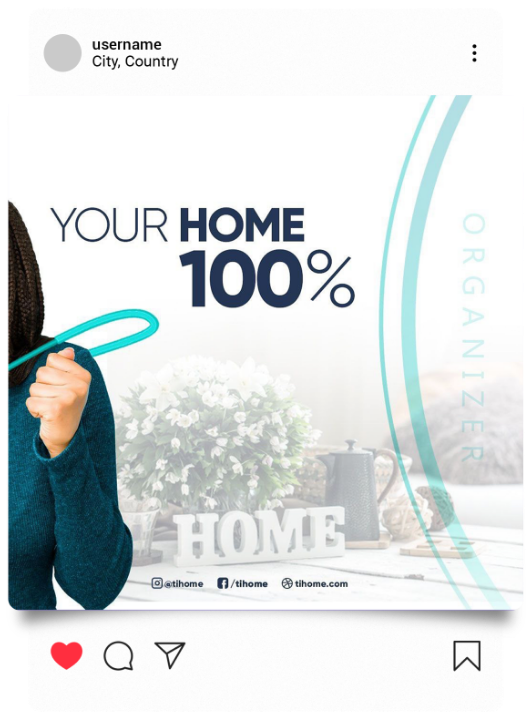 username
City, Country
YOUR HOME
100%
ORGANIZER
HOME
@tihome /tihome tihome.com